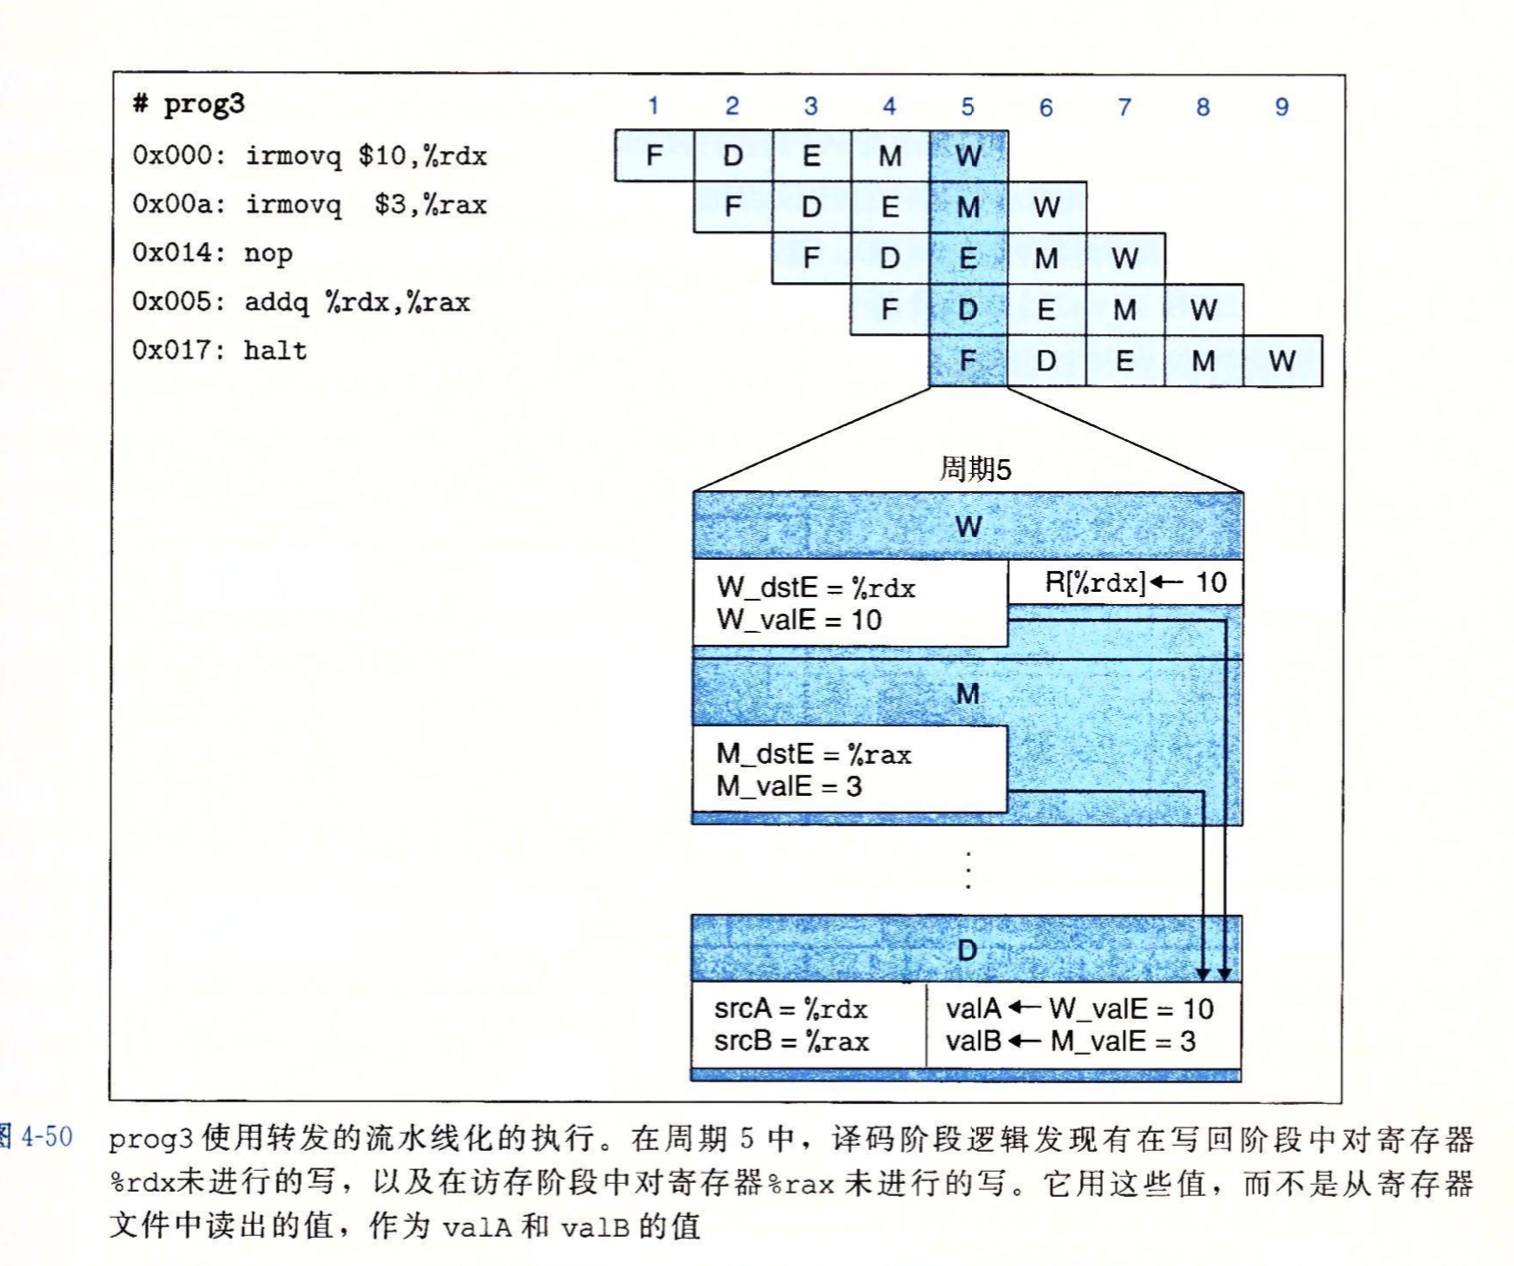 # prog3
1 2 3 4 5 6 7 8 9
0x000: irmovq $10,%rdx F D E M W
0x00a: irmovq $3,%rax F D E M W
0x014: nop F D E M W
0x005: addq %rdx,%rax F D E M W
0x017: halt F D E M W
周期5
W
W_dstE = %rdx
W_valE = 10
R[%rdx]← 10
M
M_dstE = %rax
M_valE = 3
D
srcA = %rdx
srcB = %rax
valA ← W_valE = 10
valB ← M_valE = 3
图 4-50 prog3 使用转发的流水线化的执行。在周期 5 中，译码阶段逻辑发现有在写回阶段中对寄存器
%rdx未进行的写，以及在访存阶段中对寄存器%rax 未进行的写。它用这些值，而不是从寄存器
文件中读出的值，作为 valA 和 valB 的值